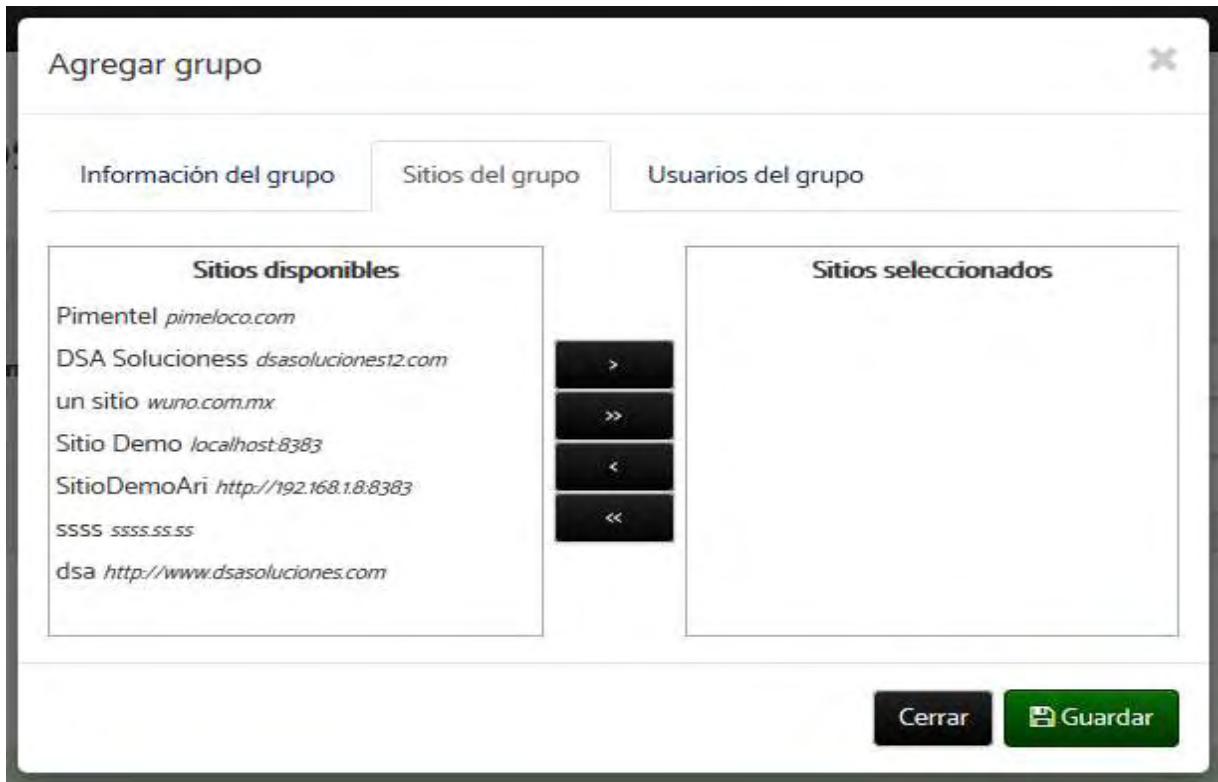 Agregar grupo
Información del grupo
Sitios del grupo
Usuarios del grupo
Sitios disponibles
Pimentel pimeloco.com
DSA Solucioness dsasoluciones12.com
un sitio wuno.com.mx
Sitio Demo localhost:8383
SitioDemoAri http://192.168.1.8:8383
ssss ssss.ss.ss
dsa http://www.dsasoluciones.com
>
>>
<
<<
Sitios seleccionados
Cerrar
Guardar